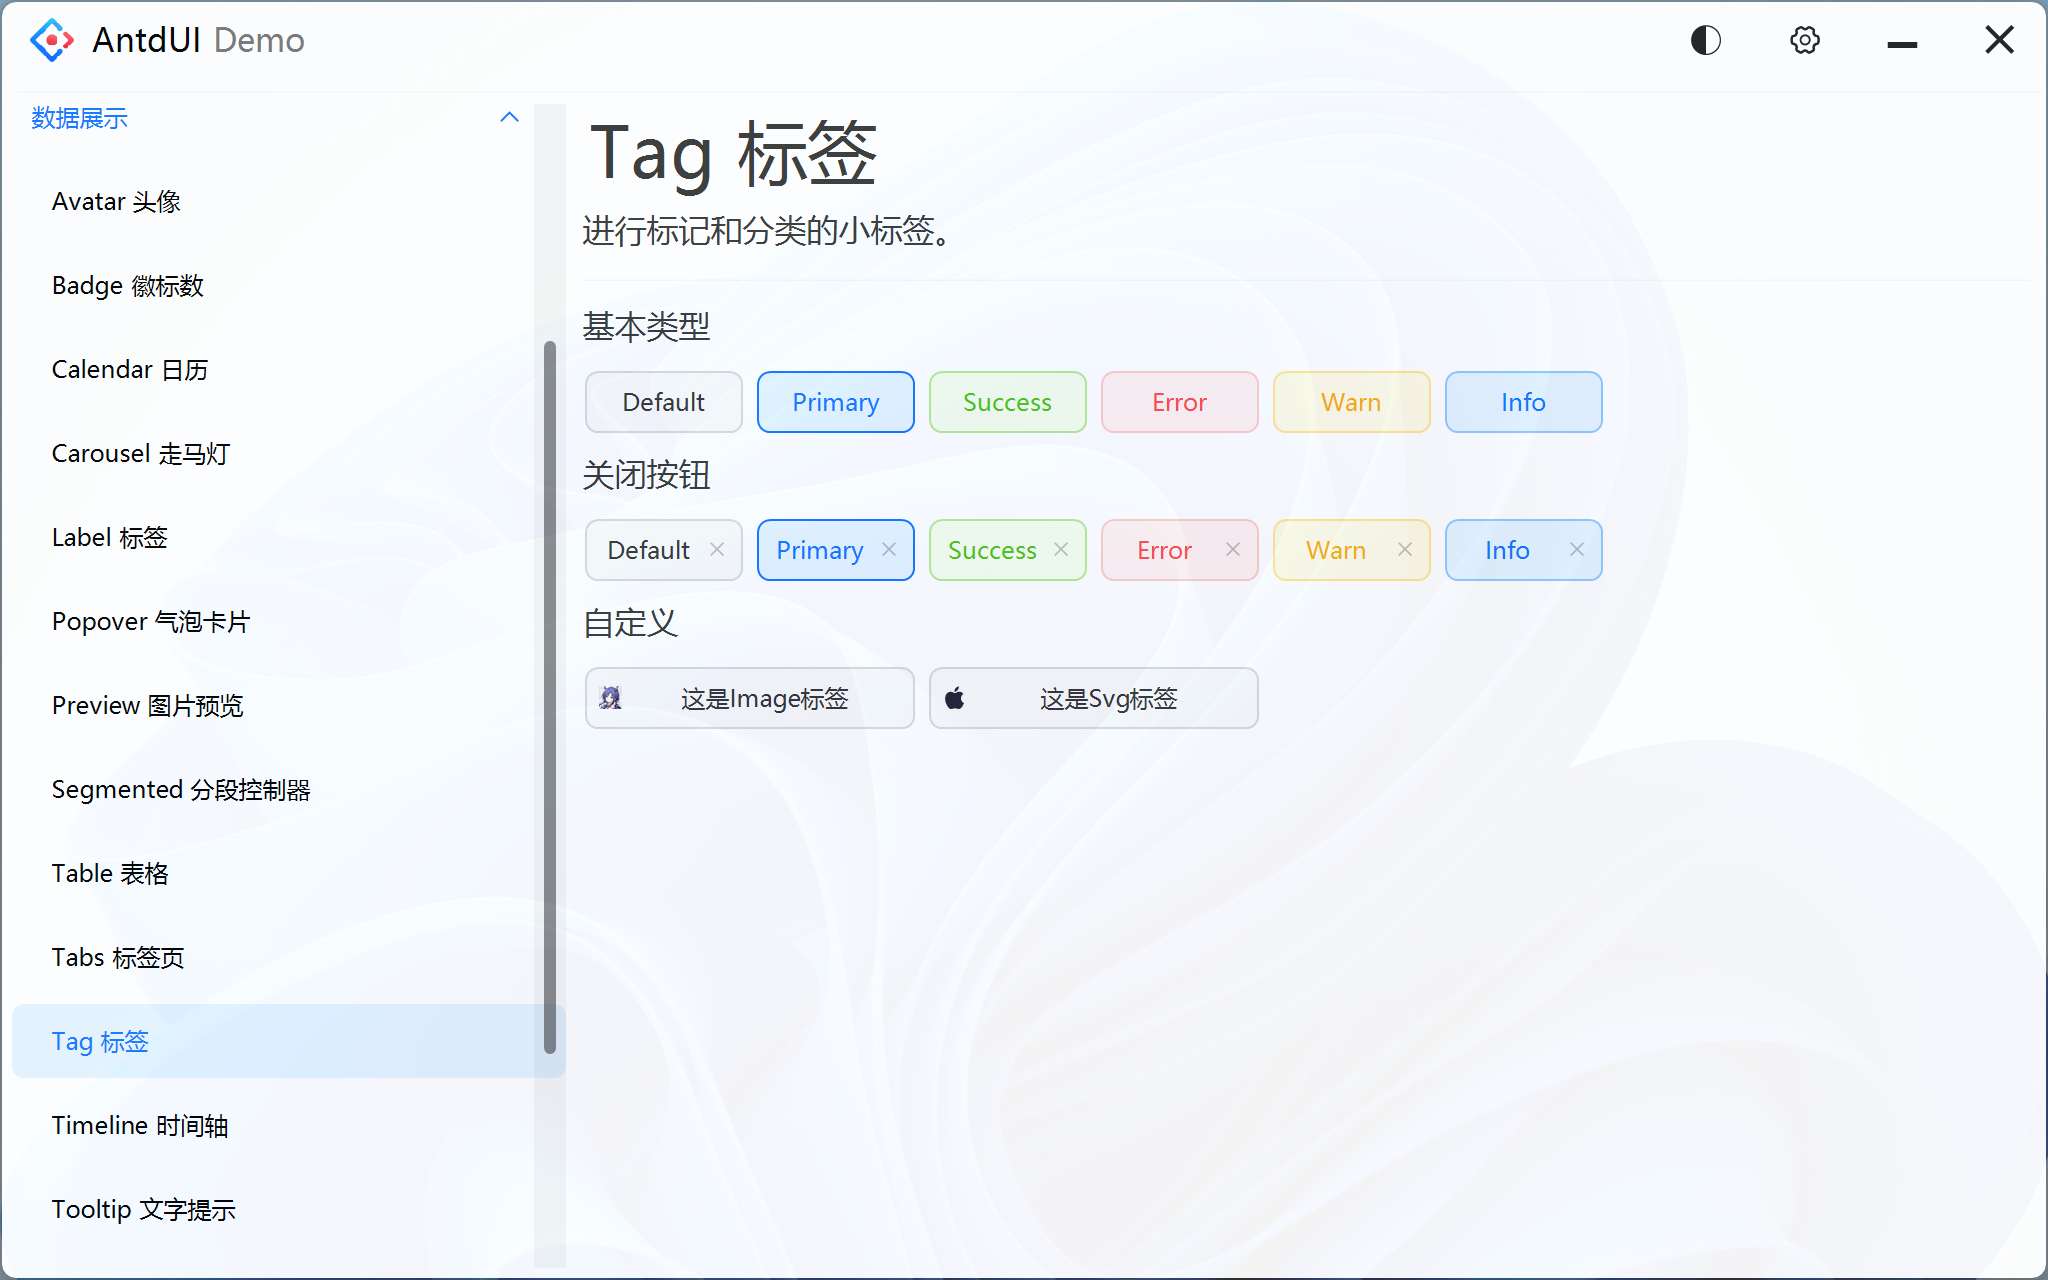 AntdUI Demo
数据展示
Avatar 头像
Badge 徽标数
Calendar 日历
Carousel 走马灯
Label 标签
Popover 气泡卡片
Preview 图片预览
Segmented 分段控制器
Table 表格
Tabs 标签页
Tag 标签
Timeline 时间轴
Tooltip 文字提示
Tag 标签
进行标记和分类的小标签。
基本类型
Default Primary Success Error Warn Info
关闭按钮
Default Primary Success Error Warn Info
自定义
这是Image标签 这是Svg标签